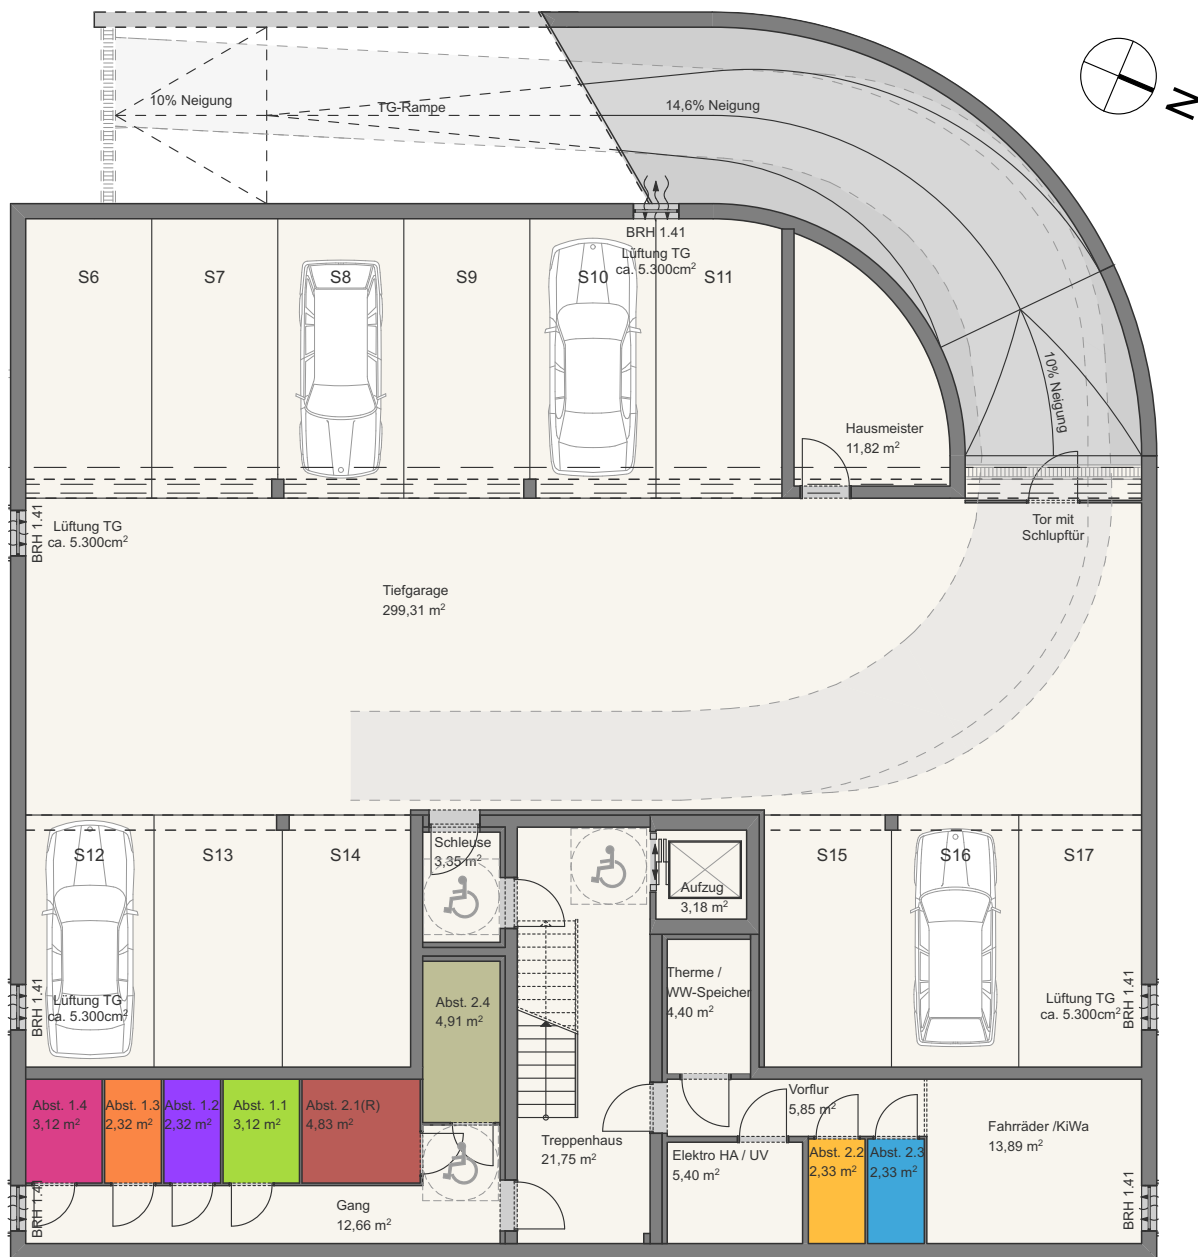 10% Neigung
TG-Rampe
14,6% Neigung
N
BRH 1.41
Lüftung TG
ca. 5.300cm²
S6
S7
S8
S9
S10
S11
10% Neigung
Hausmeister
11,82 m²
BRH 1.41
Lüftung TG
ca. 5.300cm²
Tor mit
Schlupftür
Tiefgarage
299,31 m²
S12
S13
S14
Schleuse
3,35 m²
Aufzug
3,18 m²
S15
S16
S17
BRH 1.41
Lüftung TG
ca. 5.300cm²
Abst. 2.4
4,91 m²
Therme /
WW-Speicher
4,40 m²
Lüftung TG
ca. 5.300cm²
BRH 1.41
Abst. 1.4
3,12 m²
Abst. 1.3
2,32 m²
Abst. 1.2
2,32 m²
Abst. 1.1
3,12 m²
Abst. 2.1(R)
4,83 m²
Vorflur
5,85 m²
Treppenhaus
21,75 m²
Elektro HA / UV
5,40 m²
Abst. 2.2
2,33 m²
Abst. 2.3
2,33 m²
Fahrräder /KiWa
13,89 m²
BRH 1.41
Gang
12,66 m²
BRH 1.41